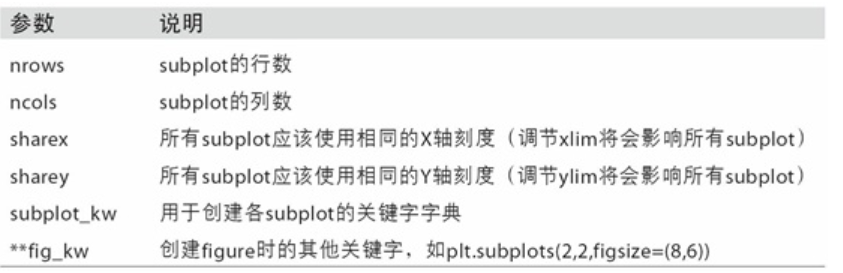 参数 说明
nrows subplot的行数
ncols subplot的列数
sharex 所有subplot应该使用相同的X轴刻度（调节xlim将会影响所有subplot）
sharey 所有subplot应该使用相同的Y轴刻度（调节ylim将会影响所有subplot）
subplot_kw 用于创建各subplot的关键字字典
**fig_kw 创建figure时的其他关键字，如plt.subplots(2,2,figsize=(8,6))